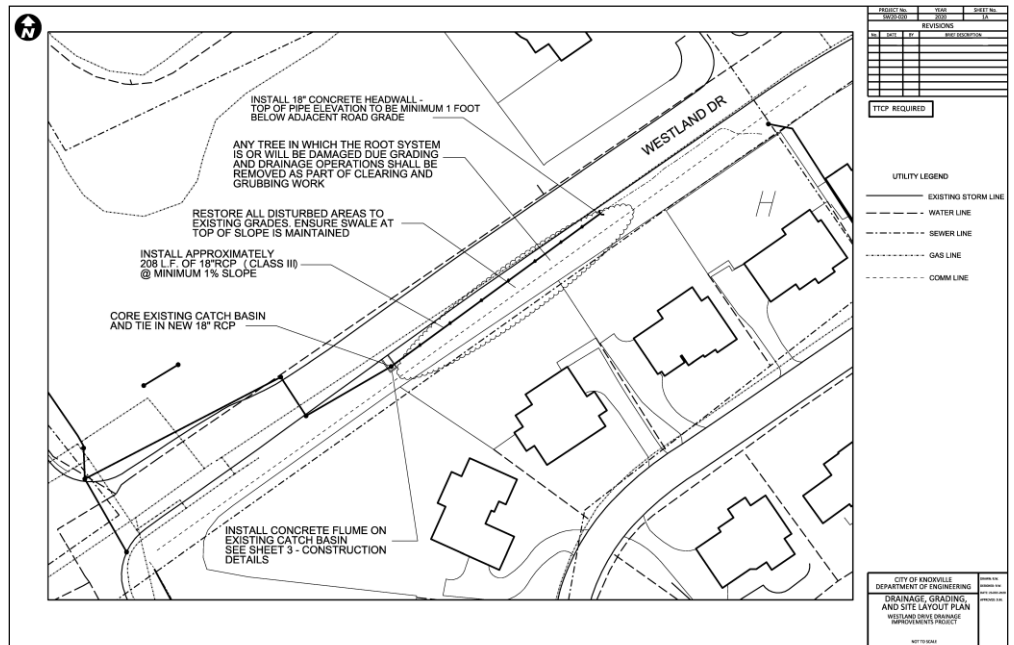 N
INSTALL 18" CONCRETE HEADWALL -
TOP OF PIPE ELEVATION TO BE MINIMUM 1 FOOT
BELOW ADJACENT ROAD GRADE
ANY TREE IN WHICH THE ROOT SYSTEM
IS OR WILL BE DAMAGED DUE GRADING
AND DRAINAGE OPERATIONS SHALL BE
REMOVED AS PART OF CLEARING AND
GRUBBING WORK
RESTORE ALL DISTURBED AREAS TO
EXISTING GRADES. ENSURE SWALE AT
TOP OF SLOPE IS MAINTAINED
INSTALL APPROXIMATELY
208 L.F. OF 18"RCP (CLASS III)
@ MINIMUM 1% SLOPE
CORE EXISTING CATCH BASIN
AND TIE IN NEW 18" RCP
INSTALL CONCRETE FLUME ON
EXISTING CATCH BASIN
SEE SHEET 3 - CONSTRUCTION
DETAILS
WESTLAND DR
H
PROJECT No. YEAR SHEET No.
SW20-020 2020 1A
REVISIONS
No. DATE BY BRIEF DESCRIPTION
TTCP REQUIRED
UTILITY LEGEND
EXISTING STORM LINE
WATER LINE
SEWER LINE
GAS LINE
COMM LINE
CITY OF KNOXVILLE
DEPARTMENT OF ENGINEERING
DRAINAGE, GRADING,
AND SITE LAYOUT PLAN
WESTLAND DRIVE DRAINAGE
IMPROVEMENTS PROJECT
NOT TO SCALE